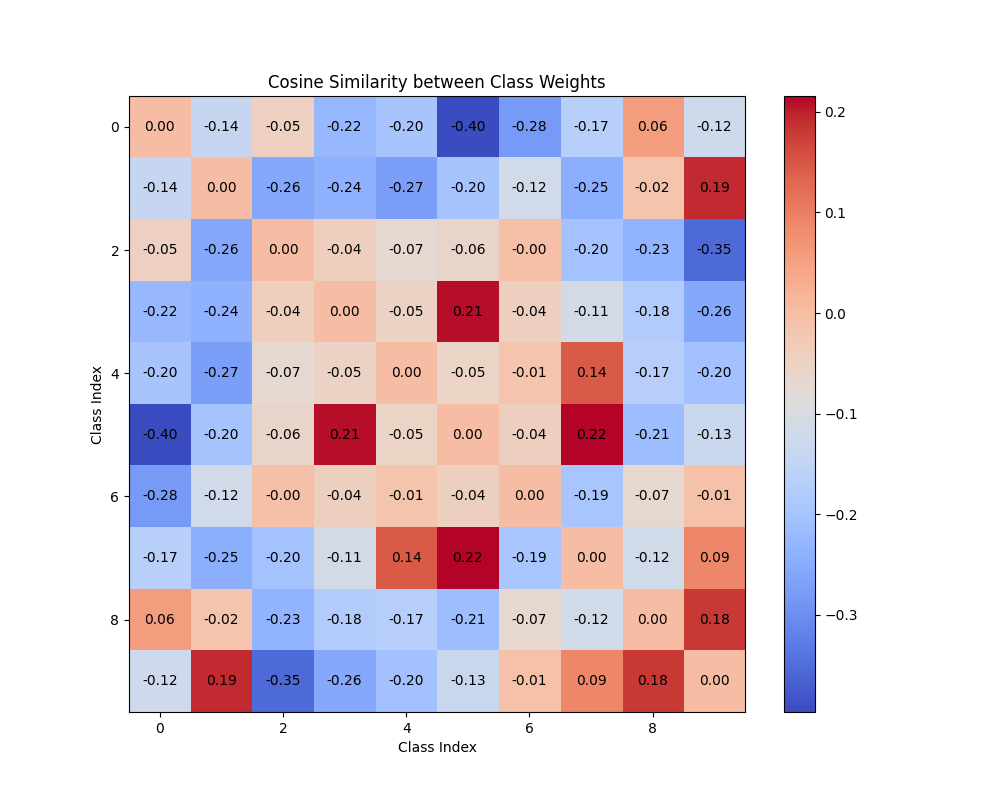 Cosine Similarity between Class Weights
0 0.00 -0.14 -0.05 -0.22 -0.20 -0.40 -0.28 -0.17 0.06 -0.12
-0.14 0.00 -0.26 -0.24 -0.27 -0.20 -0.12 -0.25 -0.02 0.19
2 -0.05 -0.26 0.00 -0.04 -0.07 -0.06 -0.00 -0.20 -0.23 -0.35
-0.22 -0.24 -0.04 0.00 -0.05 0.21 -0.04 -0.11 -0.18 -0.26
4 -0.20 -0.27 -0.07 -0.05 0.00 -0.05 -0.01 0.14 -0.17 -0.20
-0.40 -0.20 -0.06 0.21 -0.05 0.00 -0.04 0.22 -0.21 -0.13
6 -0.28 -0.12 -0.00 -0.04 -0.01 -0.04 0.00 -0.19 -0.07 -0.01
-0.17 -0.25 -0.20 -0.11 0.14 0.22 -0.19 0.00 -0.12 0.09
8 0.06 -0.02 -0.23 -0.18 -0.17 -0.21 -0.07 -0.12 0.00 0.18
-0.12 0.19 -0.35 -0.26 -0.20 -0.13 -0.01 0.09 0.18 0.00
0 2 4 6 8
Class Index
Class Index
0.2
0.1
0.0
−0.1
−0.2
−0.3